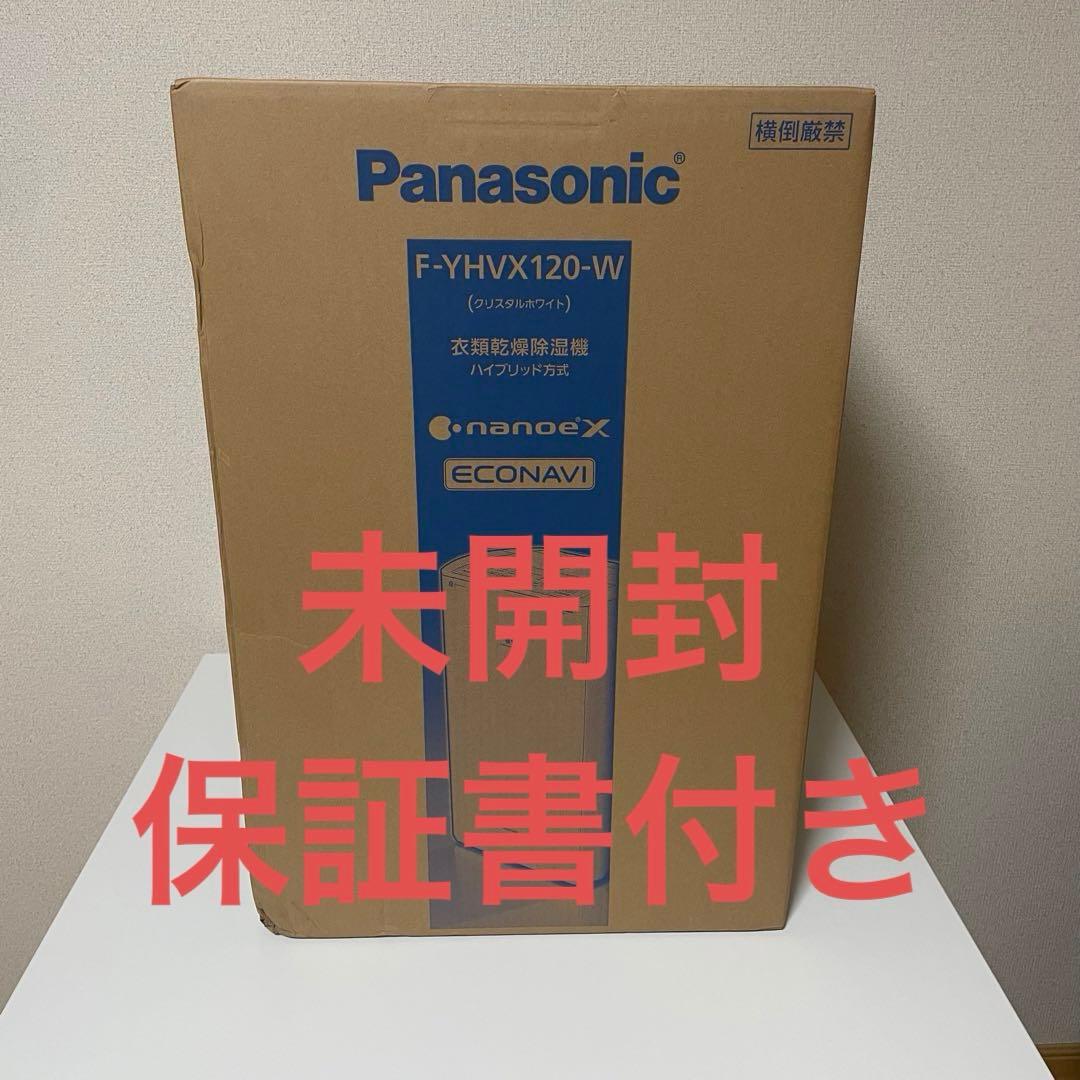 横倒厳禁
Panasonic®
F-YHVX120-W
(クリスタルホワイト)
衣類乾燥除湿機
ハイブリッド方式
nanoe®X
ECONAVI
未開封
保証書付き